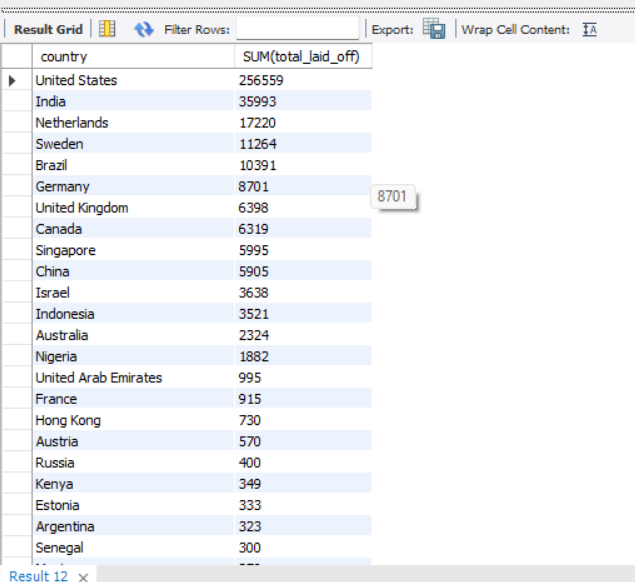 Result Grid Filter Rows: Export: Wrap Cell Content: IA
country SUM(total_laid_off)
United States 256559
India 35993
Netherlands 17220
Sweden 11264
Brazil 10391
Germany 8701
8701
United Kingdom 6398
Canada 6319
Singapore 5995
China 5905
Israel 3638
Indonesia 3521
Australia 2324
Nigeria 1882
United Arab Emirates 995
France 915
Hong Kong 730
Austria 570
Russia 400
Kenya 349
Estonia 333
Argentina 323
Senegal 300
Result 12